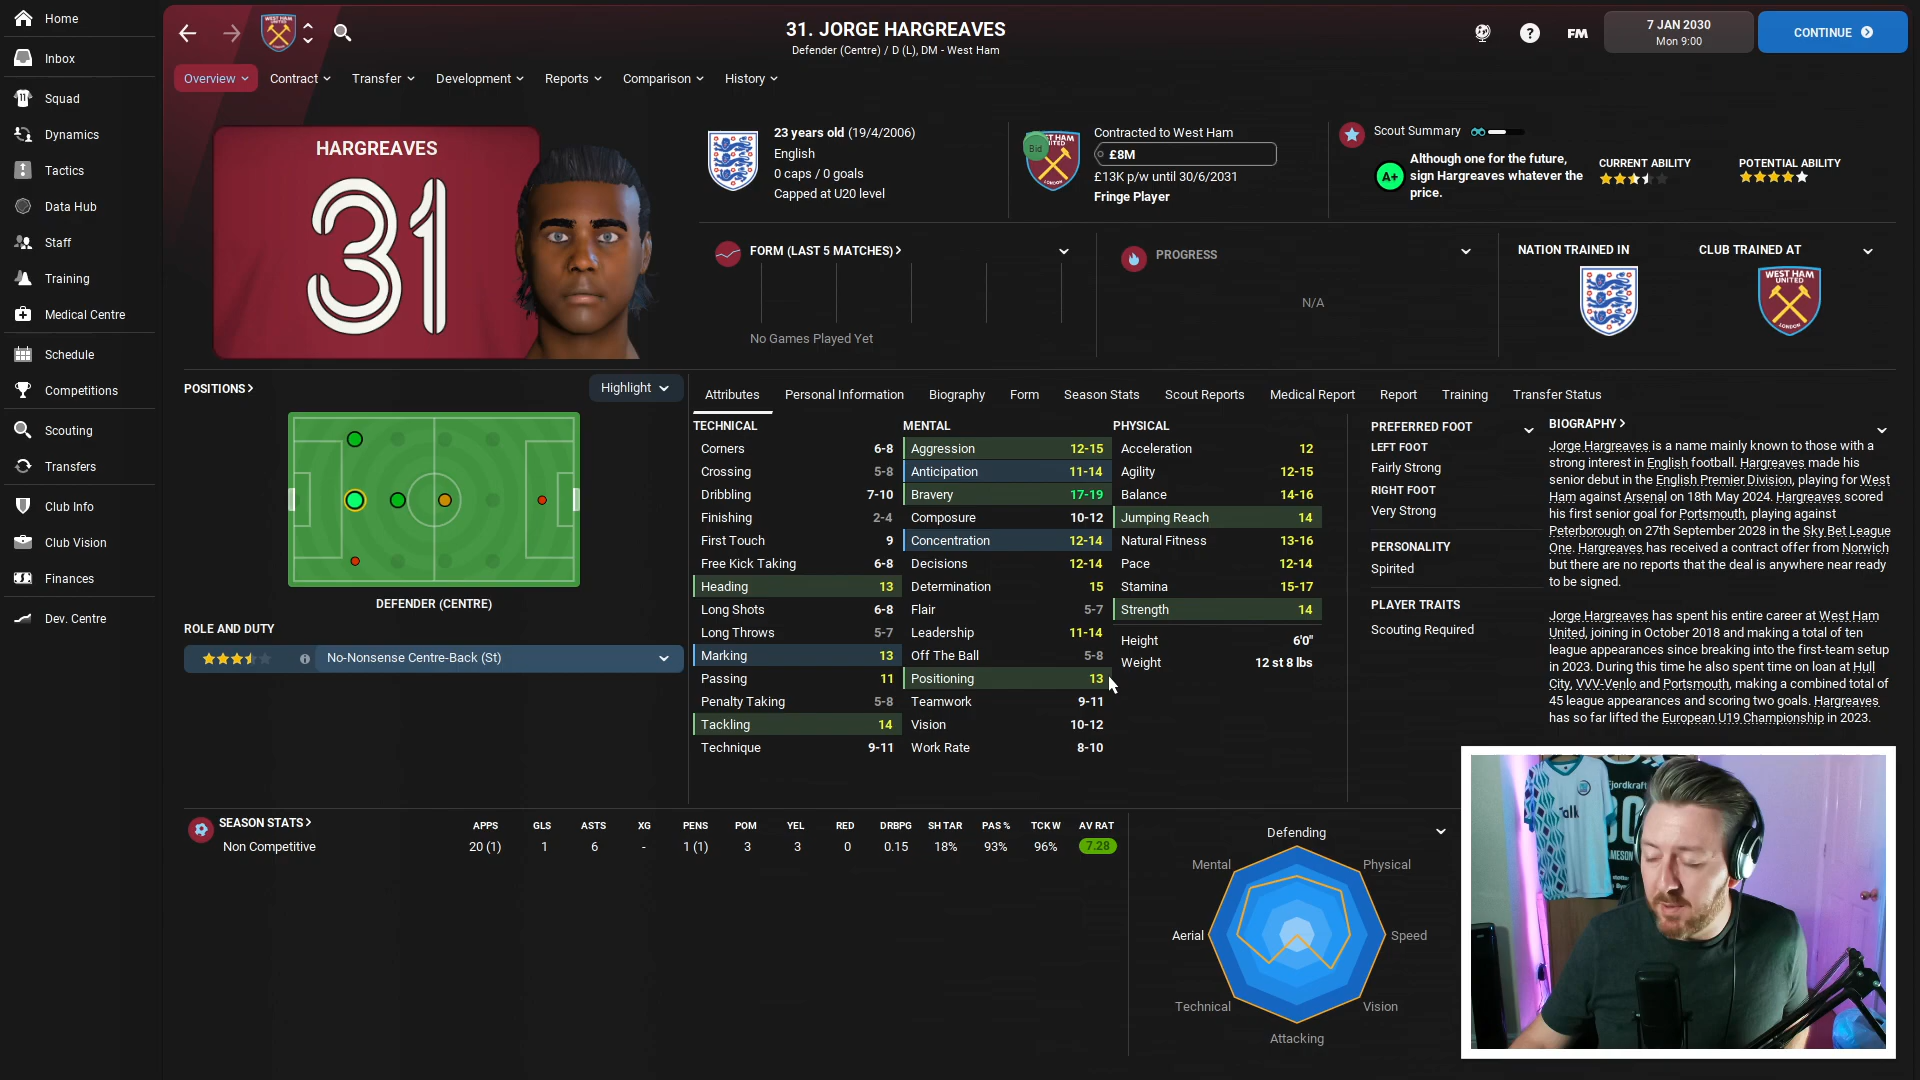 Home
Inbox
Squad
Dynamics
Tactics
Data Hub
Staff
Training
Medical Centre
Schedule
Competitions
Scouting
Transfers
Club Info
Club Vision
Finances
Dev. Centre
31. JORGE HARGREAVES
Defender (Centre) / D (L), DM - West Ham
FM
7 JAN 2030
Mon 9:00
CONTINUE
Overview
Contract
Transfer
Development
Reports
Comparison
History
HARGREAVES
31
23 years old (19/4/2006)
English
0 caps / 0 goals
Capped at U20 level
Bid
Contracted to West Ham
£8M
£13K p/w until 30/6/2031
Fringe Player
Scout Summary
A+
Although one for the future,
sign Hargreaves whatever the
price.
CURRENT ABILITY
POTENTIAL ABILITY
FORM (LAST 5 MATCHES)
No Games Played Yet
PROGRESS
N/A
NATION TRAINED IN
CLUB TRAINED AT
WEST HAM
UNITED
LONDON
POSITIONS
Highlight
DEFENDER (CENTRE)
ROLE AND DUTY
No-Nonsense Centre-Back (St)
Attributes
Personal Information
Biography
Form
Season Stats
Scout Reports
Medical Report
Report
Training
Transfer Status
TECHNICAL
Corners 6-8
Crossing 5-8
Dribbling 7-10
Finishing 2-4
First Touch 9
Free Kick Taking 6-8
Heading 13
Long Shots 6-8
Long Throws 5-7
Marking 13
Passing 11
Penalty Taking 5-8
Tackling 14
Technique 9-11
MENTAL
Aggression 12-15
Anticipation 11-14
Bravery 17-19
Composure 10-12
Concentration 12-14
Decisions 12-14
Determination 15
Flair 5-7
Leadership 11-14
Off The Ball 5-8
Positioning 13
Teamwork 9-11
Vision 10-12
Work Rate 8-10
PHYSICAL
Acceleration 12
Agility 12-15
Balance 14-16
Jumping Reach 14
Natural Fitness 13-16
Pace 12-14
Stamina 15-17
Strength 14
Height 6'0"
Weight 12 st 8 lbs
PREFERRED FOOT
LEFT FOOT
Fairly Strong
RIGHT FOOT
Very Strong
PERSONALITY
Spirited
PLAYER TRAITS
Scouting Required
BIOGRAPHY
Jorge Hargreaves is a name mainly known to those with a
strong interest in English football. Hargreaves made his
senior debut in the English Premier Division, playing for West
Ham against Arsenal on 18th May 2024. Hargreaves scored
his first senior goal for Portsmouth, playing against
Peterborough on 27th September 2028 in the Sky Bet League
One. Hargreaves has received a contract offer from Norwich
but there are no reports that the deal is anywhere near ready
to be signed.
Jorge Hargreaves has spent his entire career at West Ham
United, joining in October 2018 and making a total of ten
league appearances since breaking into the first-team setup
in 2023. During this time he also spent time on loan at Hull
City, VVV-Venlo and Portsmouth, making a combined total of
45 league appearances and scoring two goals. Hargreaves
has so far lifted the European U19 Championship in 2023.
SEASON STATS
APPS GLS ASTS XG PENS POM YEL RED DRBPG SH TAR PAS % TCK W AV RAT
Non Competitive 20 (1) 1 6 - 1 (1) 3 3 0 0.15 18% 93% 96% 7.28
Defending
Mental
Physical
Aerial
Speed
Technical
Vision
Attacking